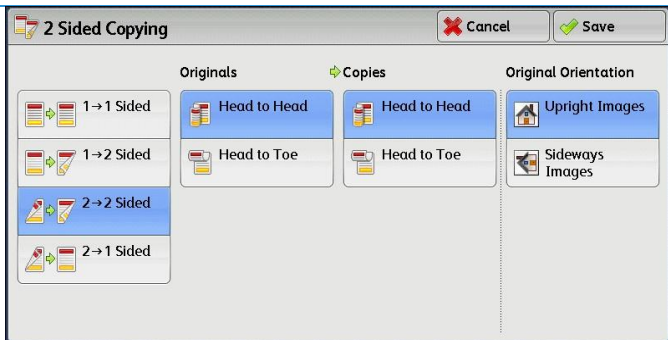 2 Sided Copying
Cancel
Save
Originals
Copies
Original Orientation
1→1 Sided
1→2 Sided
2→2 Sided
2→1 Sided
Head to Head
Head to Toe
Head to Head
Head to Toe
Upright Images
Sideways
Images